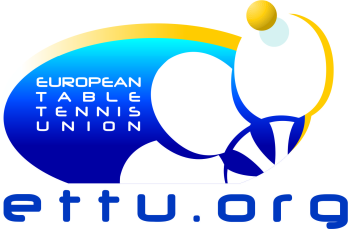 EUROPEAN
TABLE
TENNIS
UNION
ettu.org